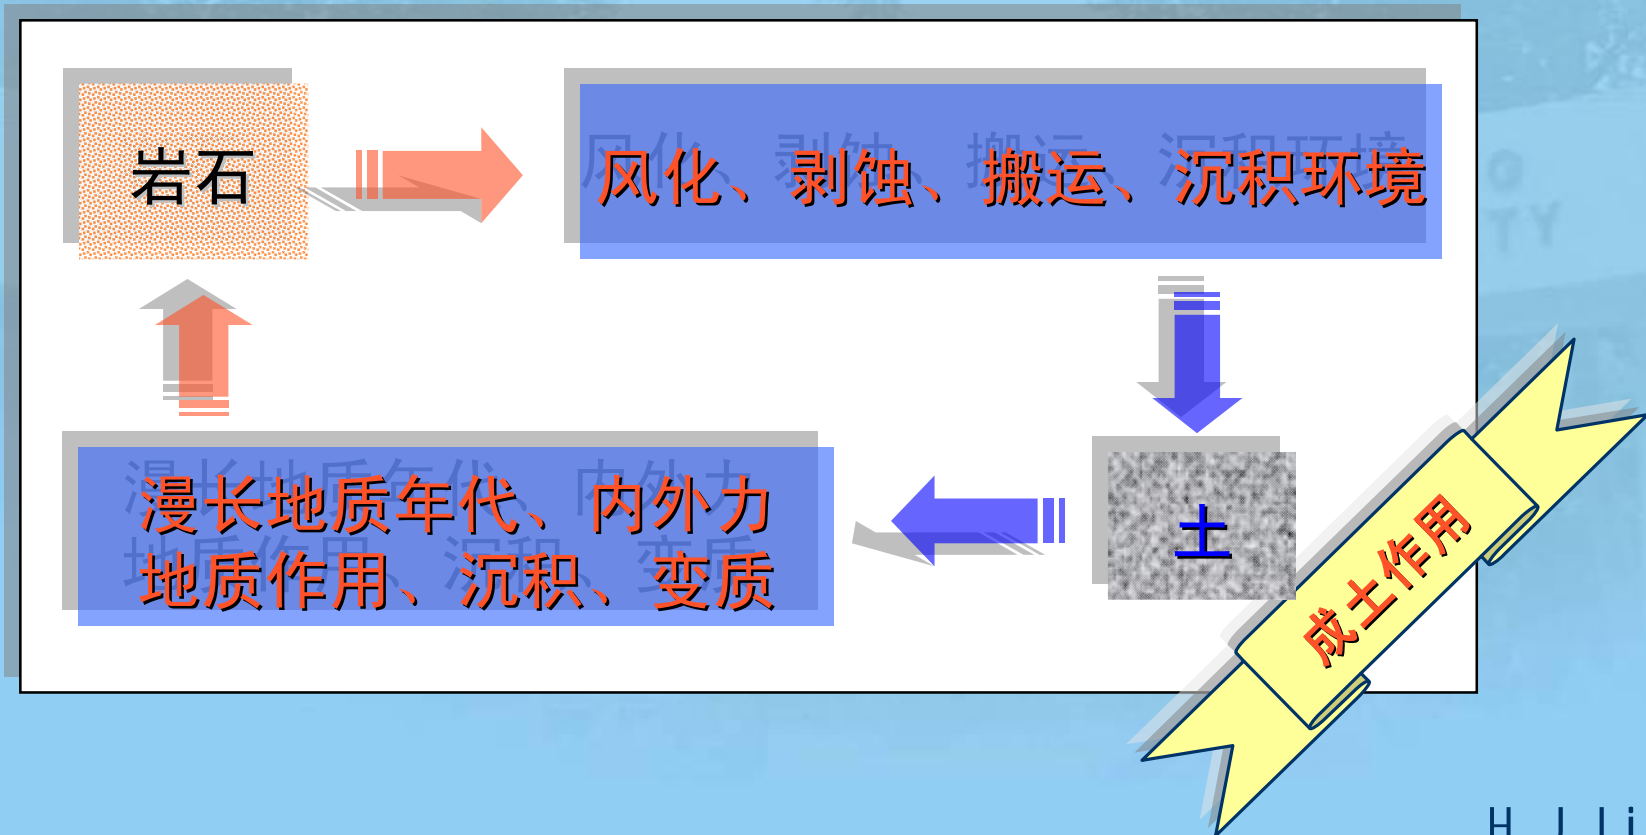 岩石
风化、剥蚀、搬运、沉积环境
漫长地质年代、内外力
地质作用、沉积、变质
土
成土作用